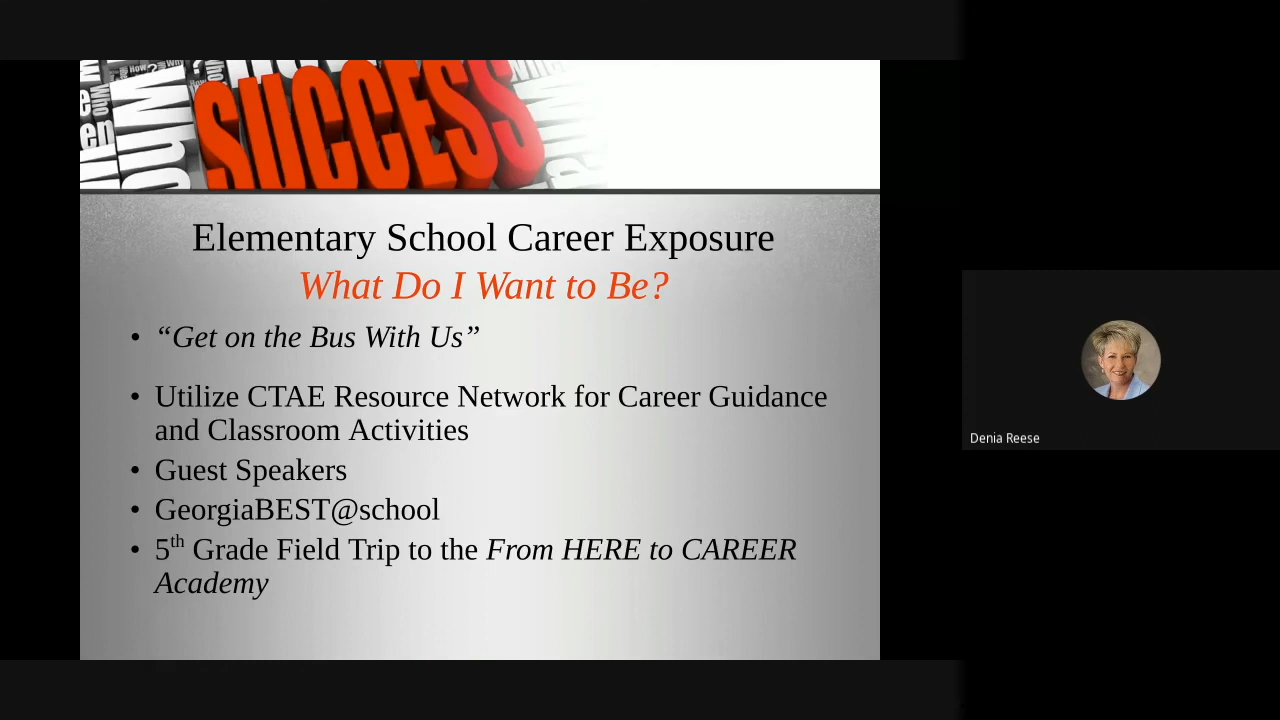 SUCCESS
Elementary School Career Exposure
What Do I Want to Be?
• “Get on the Bus With Us”
• Utilize CTAE Resource Network for Career Guidance
and Classroom Activities
• Guest Speakers
• GeorgiaBEST@school
• 5th Grade Field Trip to the From HERE to CAREER
Academy
Denia Reese